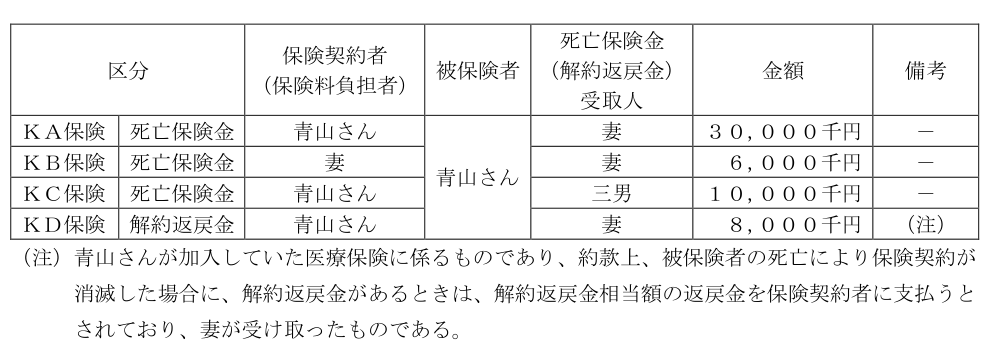 区分 保険契約者（保険料負担者） 被保険者 死亡保険金（解約返戻金）受取人 金額 備考
ＫＡ保険 死亡保険金 青山さん 青山さん 妻 ３０，０００千円 －
ＫＢ保険 死亡保険金 妻 妻 ６，０００千円 －
ＫＣ保険 死亡保険金 青山さん 三男 １０，０００千円 －
ＫＤ保険 解約返戻金 青山さん 妻 ８，０００千円 （注）
（注）青山さんが加入していた医療保険に係るものであり、約款上、被保険者の死亡により保険契約が
消滅した場合に、解約返戻金があるときは、解約返戻金相当額の返戻金を保険契約者に支払うと
されており、妻が受け取ったものである。